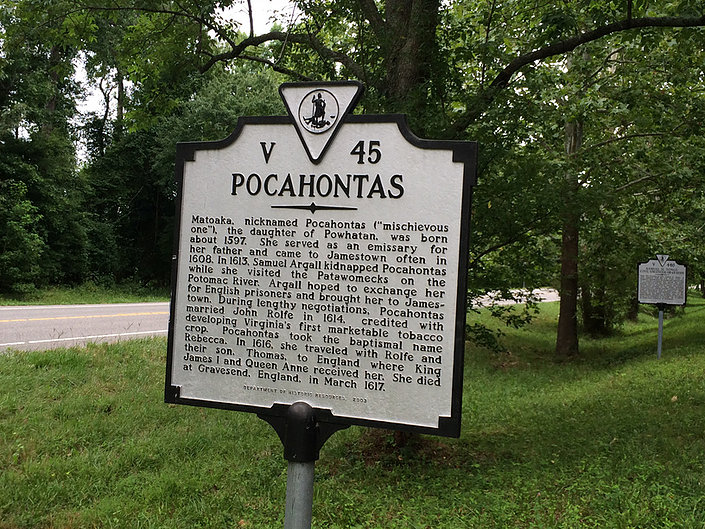 V 45
POCAHONTAS
Matoaka, nicknamed Pocahontas ("mischievous
one"), the daughter of Powhatan, was born
about 1597. She served as an emissary for
her father and came to Jamestown often in
1608. In 1613, Samuel Argall kidnapped Pocahontas
while she visited the Patawomecks on the
Potomac River. Argall hoped to exchange her
for English prisoners and brought her to James-
town. During lengthy negotiations, Pocahontas
married John Rolfe in 1614, credited with
developing Virginia's first marketable tobacco
crop. Pocahontas took the baptismal name
Rebecca. In 1616, she traveled with Rolfe and
their son, Thomas, to England where King
James I and Queen Anne received her. She died
at Gravesend, England, in March 1617.
DEPARTMENT OF HISTORIC RESOURCES, 2003